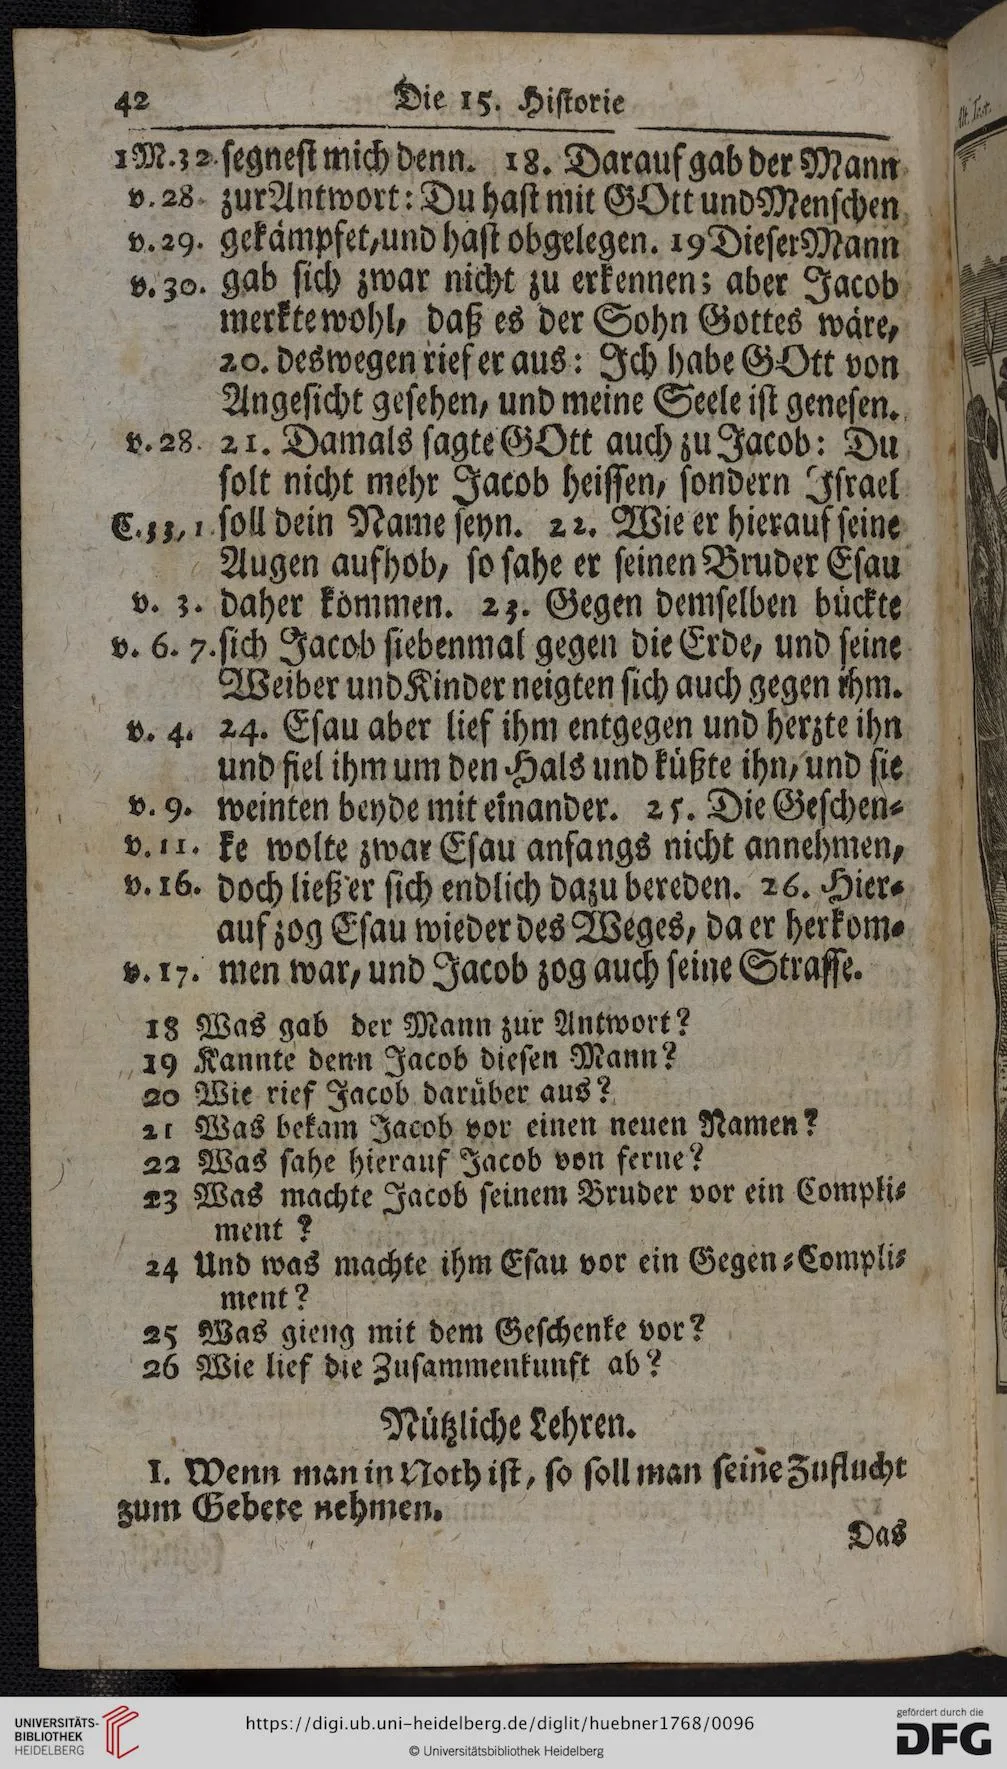 42 Die 15. Historie
1 M. 32. segnest mich denn. 18. Darauf gab der Mann
v. 28. zur Antwort: Du hast mit GOtt und Menschen
v. 29. gekämpfet, und hast obgelegen. 19 Dieser Mann
v. 30. gab sich zwar nicht zu erkennen; aber Jacob
merkte wohl, daß es der Sohn Gottes wäre,
20. deswegen rief er aus: Jch habe GOtt von
Angesicht gesehen, und meine Seele ist genesen.
v. 28. 21. Damals sagte GOtt auch zu Jacob: Du
solt nicht mehr Jacob heissen, sondern Jsrael
C. 33, 1. soll dein Name seyn. 22. Wie er hierauf seine
Augen aufhob, so sahe er seinen Bruder Esau
v. 3. daher kommen. 23. Gegen demselben bückte
v. 6. 7. sich Jacob siebenmal gegen die Erde, und seine
Weiber und Kinder neigten sich auch gegen ihm.
v. 4. 24. Esau aber lief ihm entgegen und herzte ihn
und fiel ihm um den Hals und küßte ihn, und sie
v. 9. weinten beyde mit einander. 25. Die Geschen-
v. 11. ke wolte zwar Esau anfangs nicht annehmen,
v. 16. doch ließ er sich endlich dazu bereden. 26. Hier-
auf zog Esau wieder des Weges, da er herkom-
v. 17. men war, und Jacob zog auch seine Strasse.
18 Was gab der Mann zur Antwort?
19 Kannte denn Jacob diesen Mann?
20 Wie rief Jacob darüber aus?
21 Was bekam Jacob vor einen neuen Namen?
22 Was sahe hierauf Jacob von ferne?
23 Was machte Jacob seinem Bruder vor ein Compli-
ment?
24 Und was machte ihm Esau vor ein Gegen-Compli-
ment?
25 Was gieng mit dem Geschenke vor?
26 Wie lief die Zusammenkunft ab?
Nützliche Lehren.
I. Wenn man in Noth ist, so soll man seine Zuflucht
zum Gebete nehmen.
Das
Alt. Test.
UNIVERSITÄTS-
BIBLIOTHEK
HEIDELBERG
https://digi.ub.uni-heidelberg.de/diglit/huebner1768/0096
© Universitätsbibliothek Heidelberg
gefördert durch die
DFG